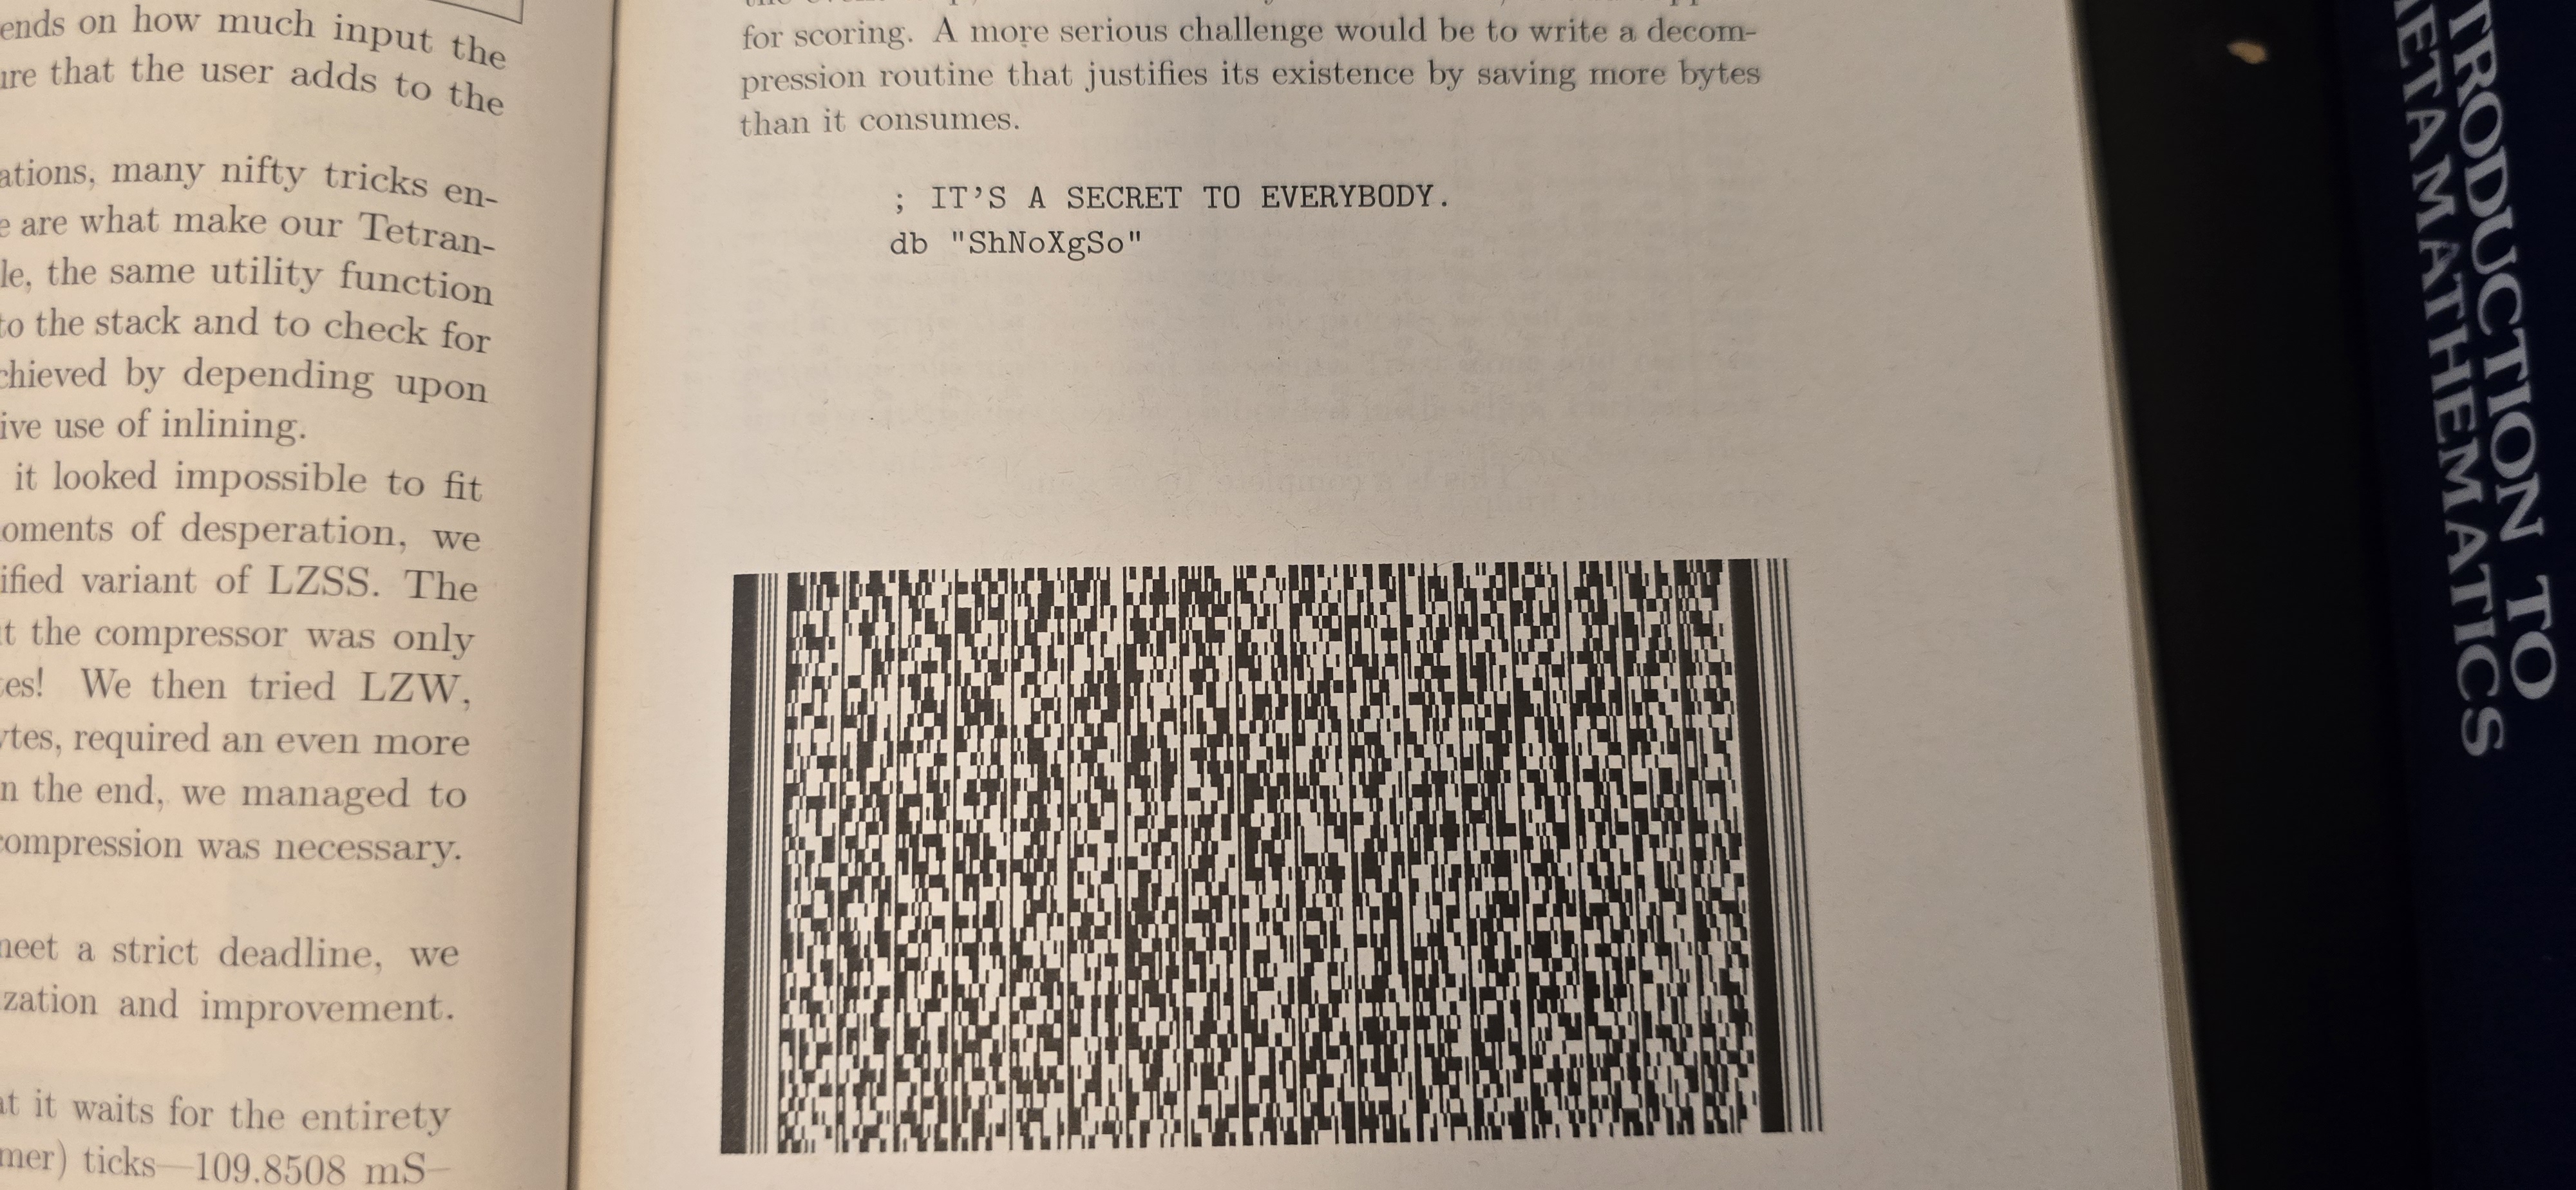 ends on how much input the
ure that the user adds to the
ations, many nifty tricks en-
e are what make our Tetran-
le, the same utility function
to the stack and to check for
chieved by depending upon
ive use of inlining.
it looked impossible to fit
oments of desperation, we
ified variant of LZSS. The
t the compressor was only
tes! We then tried LZW,
ytes, required an even more
n the end, we managed to
compression was necessary.
meet a strict deadline, we
zation and improvement.
at it waits for the entirety
mer) ticks—109.8508 mS—
for scoring. A more serious challenge would be to write a decom-
pression routine that justifies its existence by saving more bytes
than it consumes.
; IT'S A SECRET TO EVERYBODY.
db "ShNoXgSo"
TRODUCTION TO
ETAMATHEMATICS